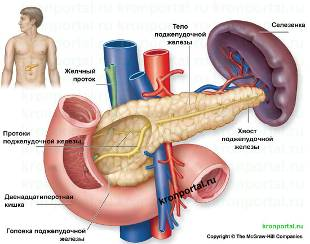 Селезенка
Тело
поджелудочной
железы
Желчный
проток
Протоки
поджелудочной железы
Хвост
поджелудочной
железы
kronportal.ru
Двенадцатиперстная
кишка
Головка поджелудочной
железы
kronportal.ru
Copyright © The McGraw-Hill Companies.